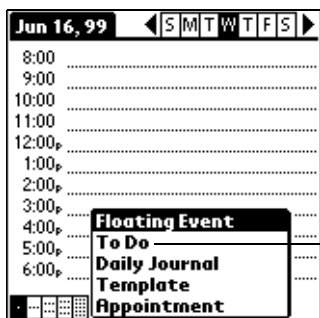 Jun 16, 99 S M T W T F S
8:00
9:00
10:00
11:00
12:00p
1:00p
2:00p
3:00p
4:00p
5:00p
6:00p
Floating Event
To Do
Daily Journal
Template
Appointment